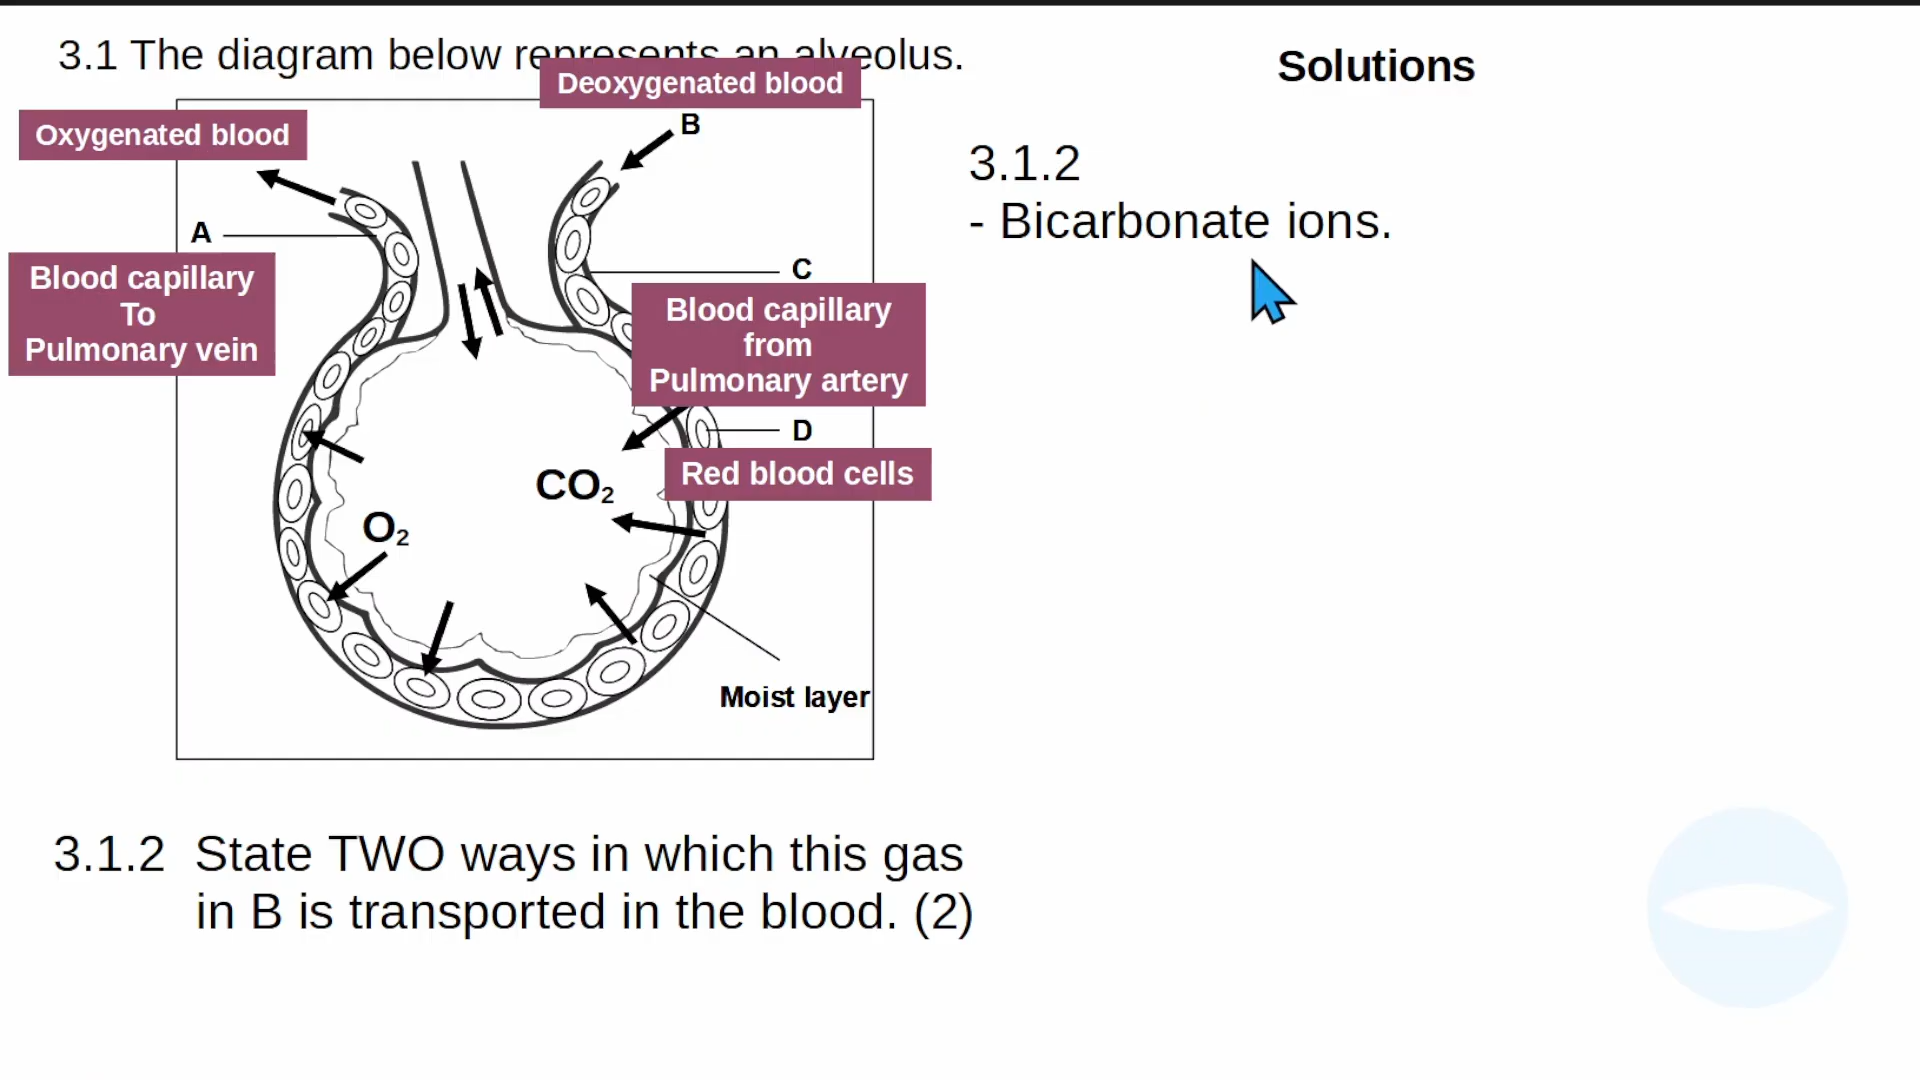 3.1 The diagram below represents an alveolus.
Solutions
Deoxygenated blood
Oxygenated blood
B
A
C
Blood capillary
To
Pulmonary vein
Blood capillary
from
Pulmonary artery
D
Red blood cells
CO₂
O₂
Moist layer
3.1.2
- Bicarbonate ions.
3.1.2 State TWO ways in which this gas
in B is transported in the blood. (2)